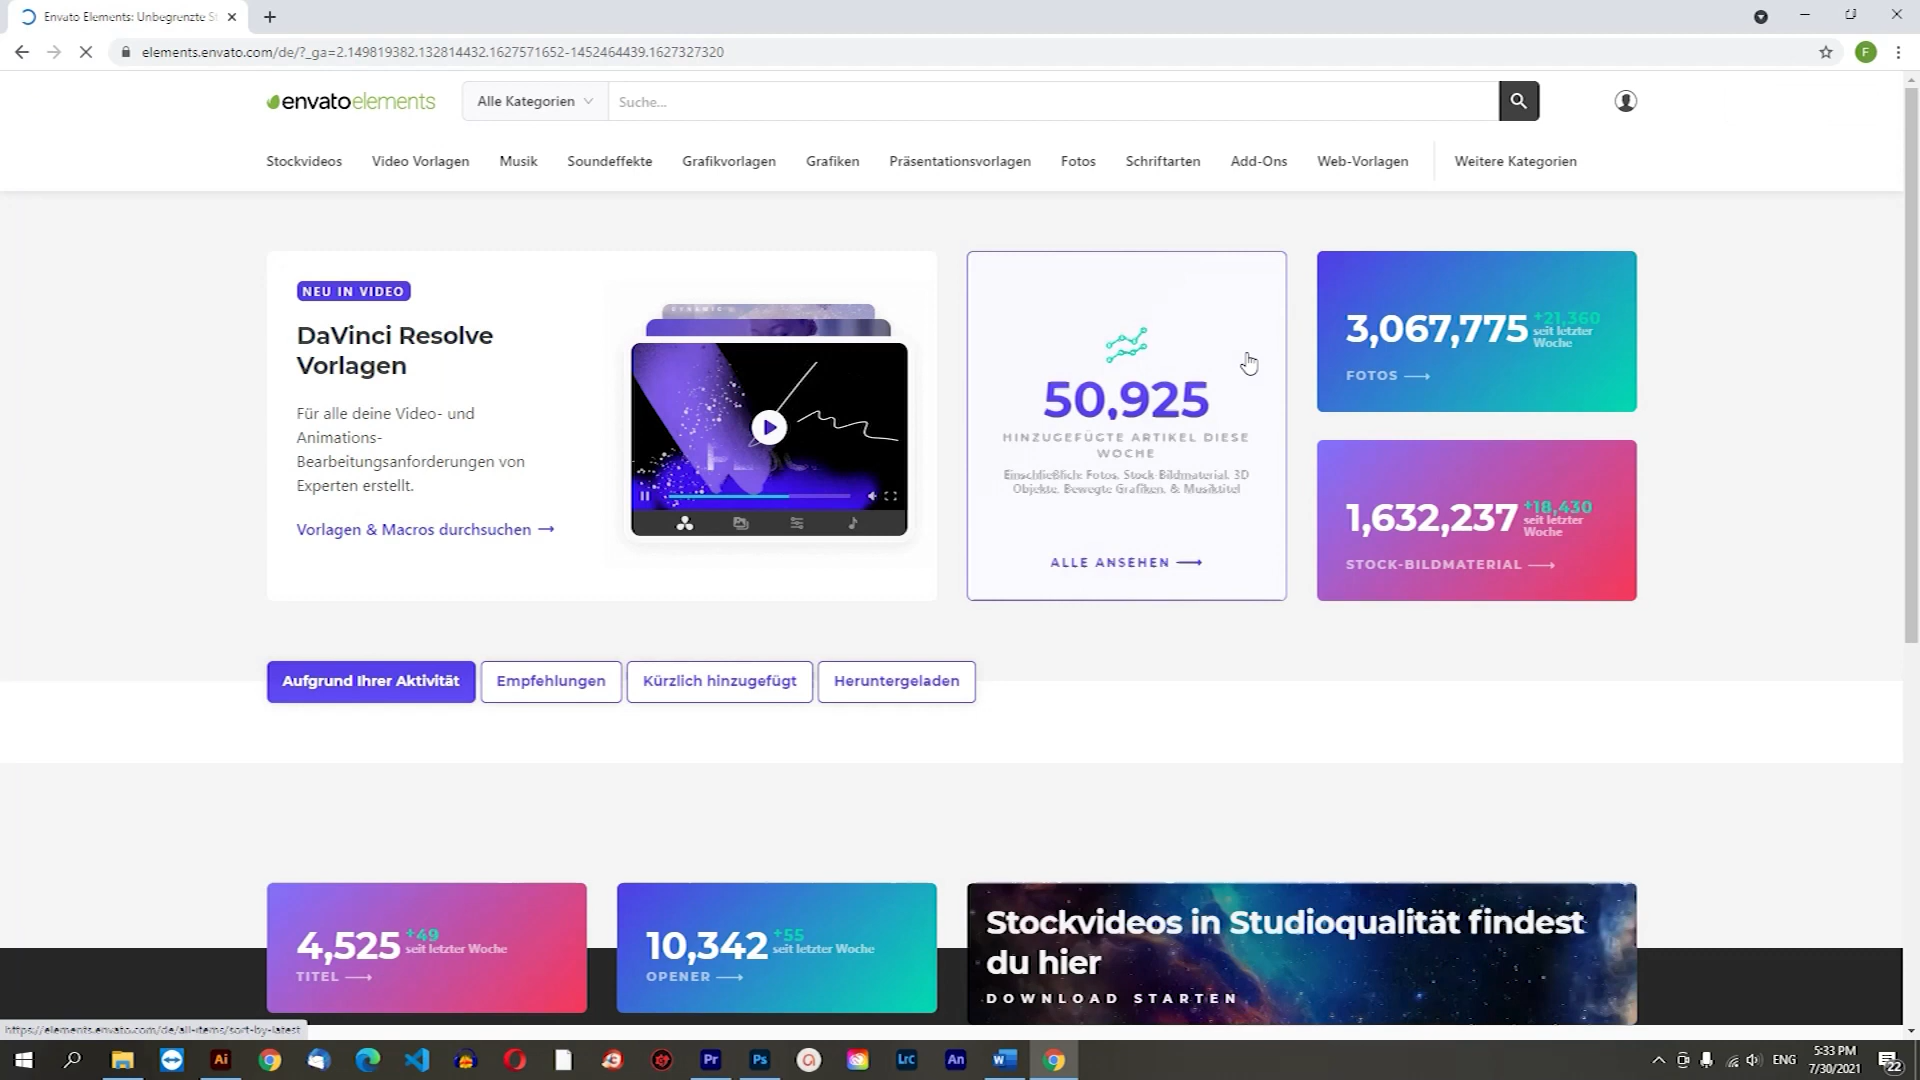 Envato Elements: Unbegrenzte St
elements.envato.com/de/?_ga=2.149819382.132814432.1627571652-1452464439.1627327320
F
envatoelements
Alle Kategorien
Suche...
Stockvideos
Video Vorlagen
Musik
Soundeffekte
Grafikvorlagen
Grafiken
Präsentationsvorlagen
Fotos
Schriftarten
Add-Ons
Web-Vorlagen
Weitere Kategorien
NEU IN VIDEO
DaVinci Resolve
Vorlagen
Für alle deine Video- und
Animations-
Bearbeitungsanforderungen von
Experten erstellt.
Vorlagen & Macros durchsuchen
50,925
HINZUGEFÜGTE ARTIKEL DIESE
WOCHE
Einschließlich: Fotos, Stock-Bildmaterial, 3D
Objekte, Bewegte Grafiken, & Musiktitel
ALLE ANSEHEN
3,067,775
+21,360
seit letzter
Woche
FOTOS
1,632,237
+18,430
seit letzter
Woche
STOCK-BILDMATERIAL
Aufgrund Ihrer Aktivität
Empfehlungen
Kürzlich hinzugefügt
Heruntergeladen
4,525
+49
seit letzter Woche
TITEL
10,342
+55
seit letzter Woche
OPENER
Stockvideos in Studioqualität findest
du hier
DOWNLOAD STARTEN
https://elements.envato.com/de/all-items/sort-by-latest
Ai
Pr
Ps
Lrc
An
W
ENG
5:33 PM
7/30/2021
22